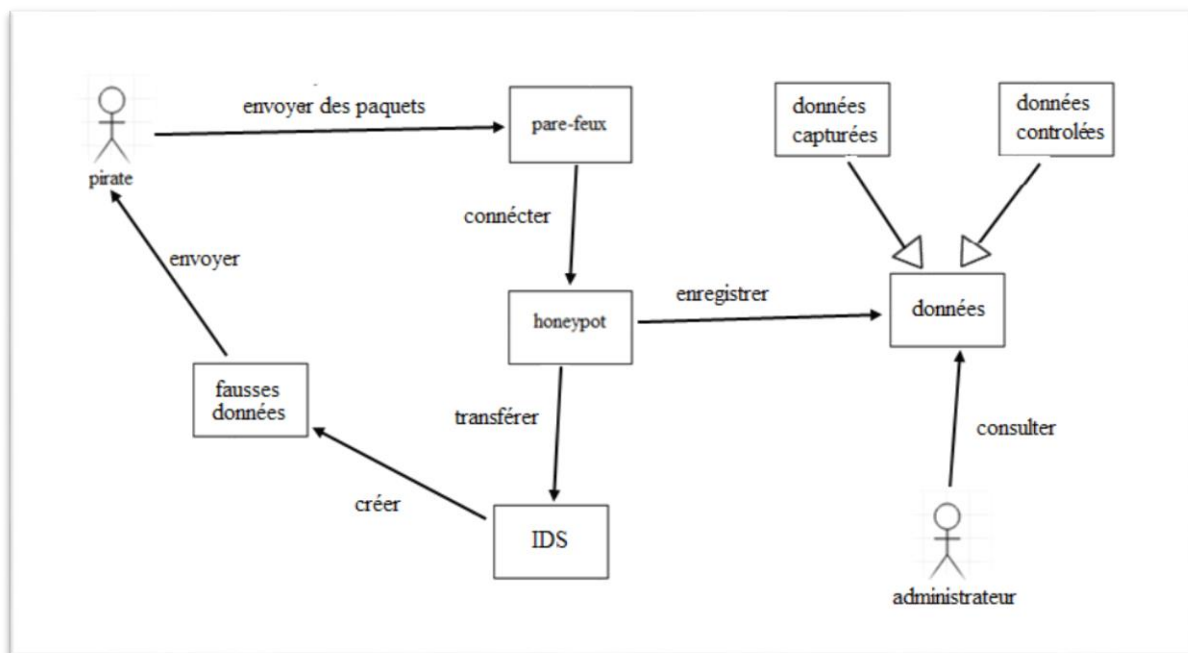 envoyer des paquets
pare-feux
données
capturées
données
controlées
pirate
connécter
envoyer
enregistrer
honeypot
données
fausses
données
transférer
consulter
créer
IDS
administrateur